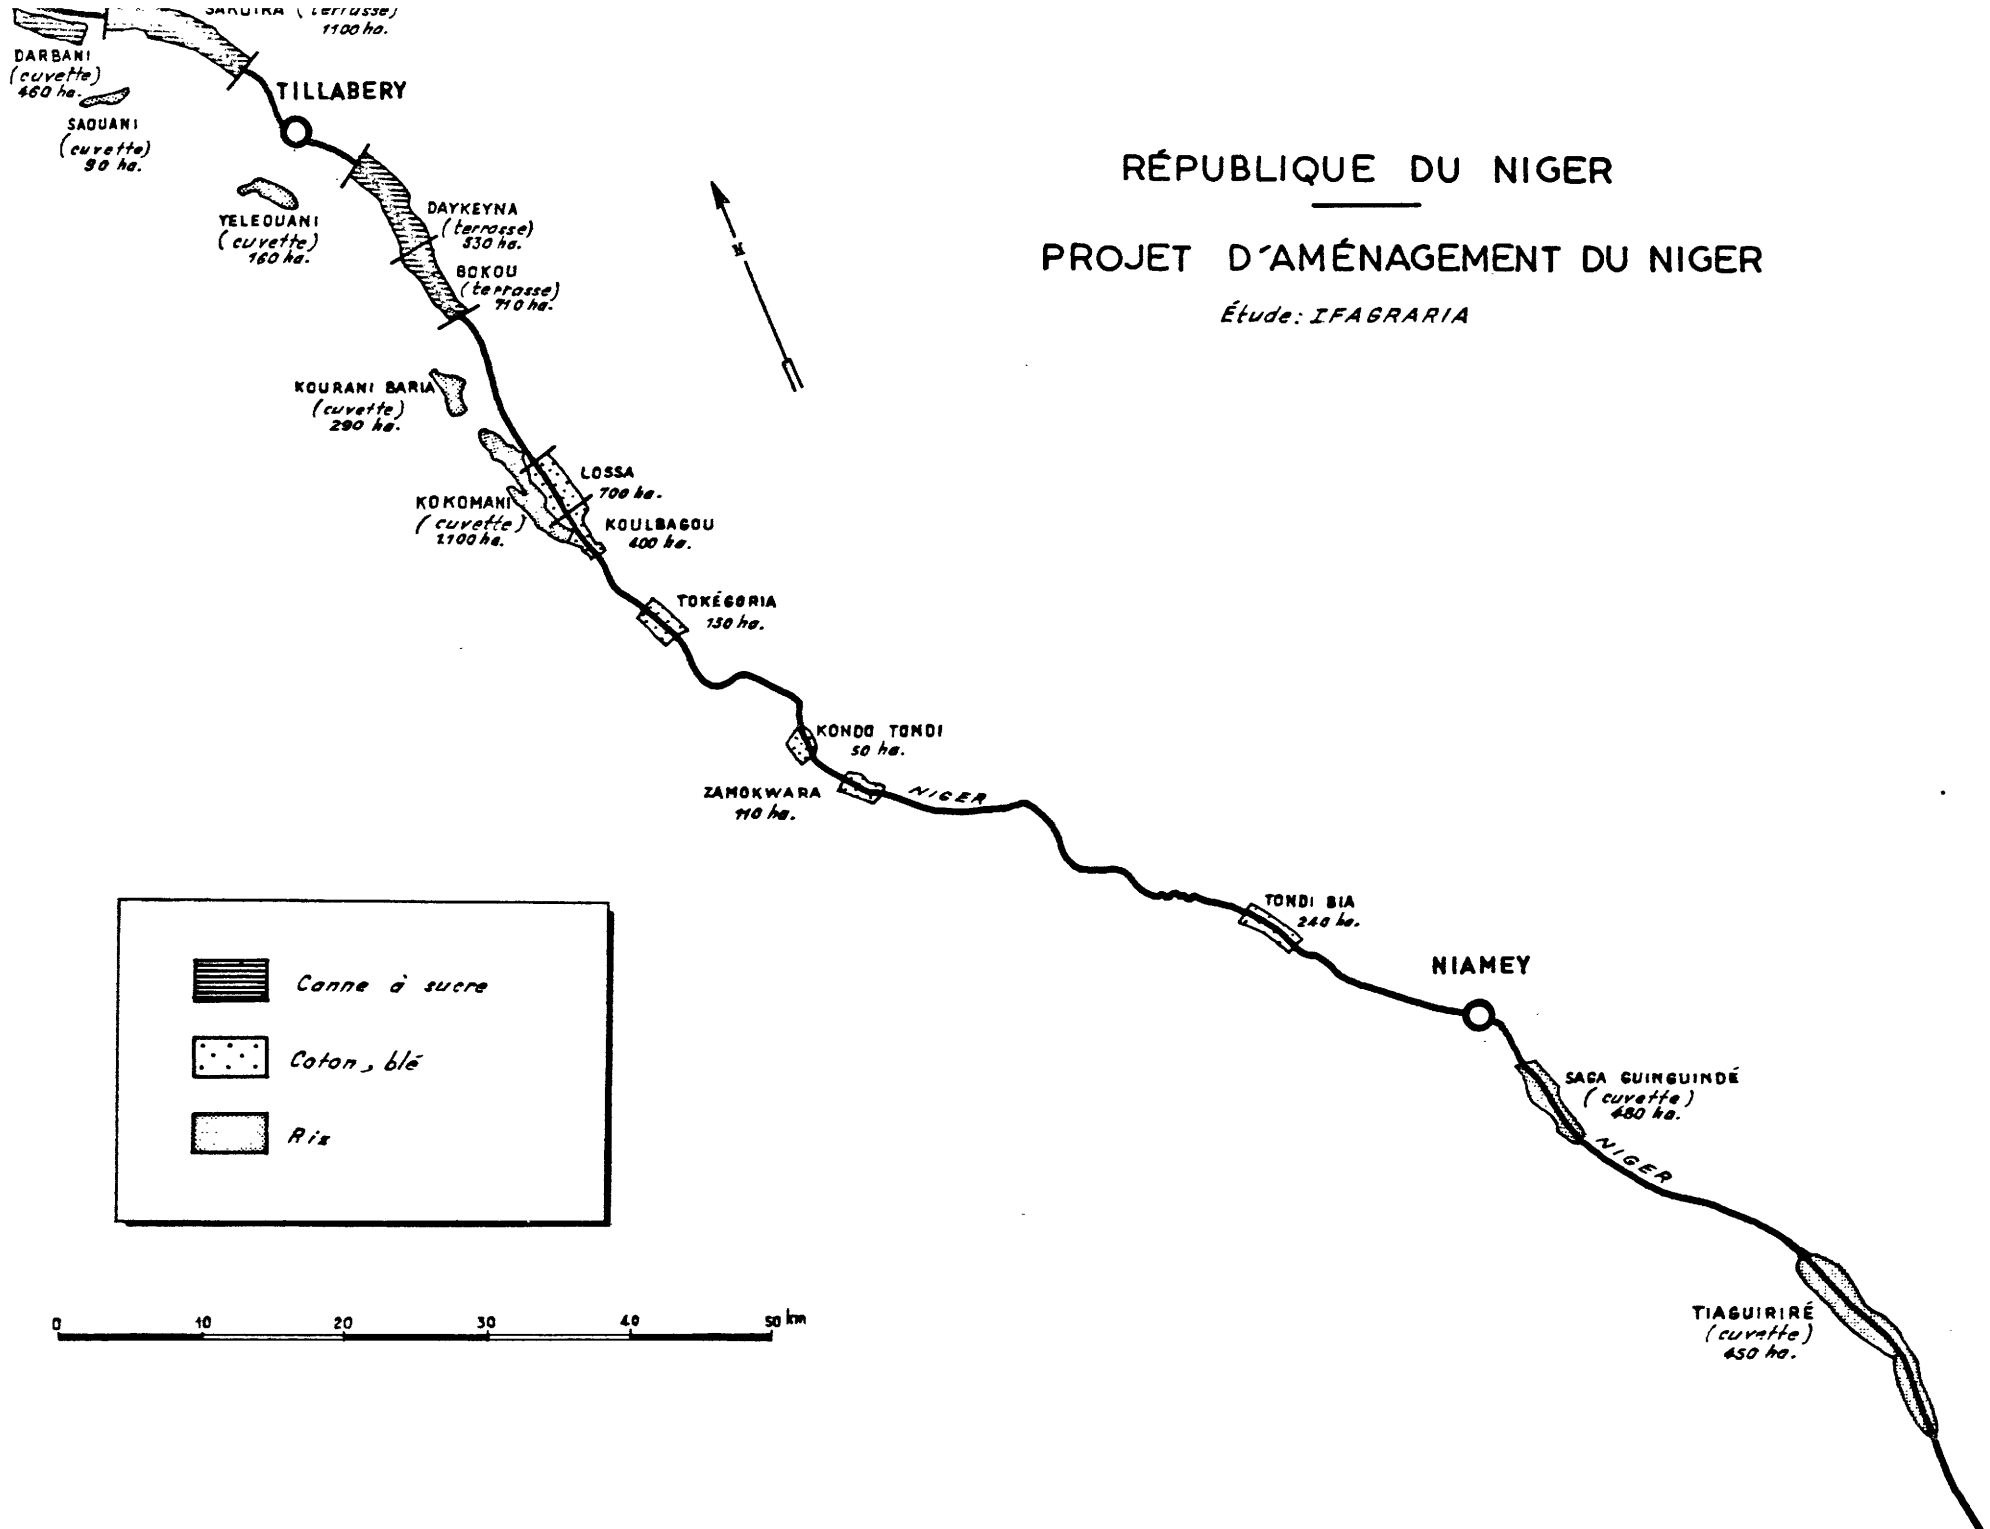 SAKOIRA (terrasse)
1100 ha.
DARBANI
(cuvette)
460 ha.
TILLABERY
SAOUANI
(cuvette)
90 ha.
RÉPUBLIQUE DU NIGER
PROJET D'AMÉNAGEMENT DU NIGER
Étude: IFAGRARIA
N
YELEOUANI
(cuvette)
160 ha.
DAYKEYNA
(terrasse)
530 ha.
BOKOU
(terrasse)
710 ha.
KOURANI BARIA
(cuvette)
290 ha.
LOSSA
700 ha.
KOKOMANI
(cuvette)
1.100 ha.
KOULBAGOU
400 ha.
TOKÉGORIA
150 ha.
KONDO TONDI
50 ha.
ZAMOKWARA
110 ha.
NIGER
TONDI BIA
240 ha.
NIAMEY
SAGA GUINGUINDÉ
(cuvette)
480 ha.
NIGER
TIAGUIRIRÉ
(cuvette)
450 ha.
Canne à sucre
Coton, blé
Riz
0 10 20 30 40 50 km